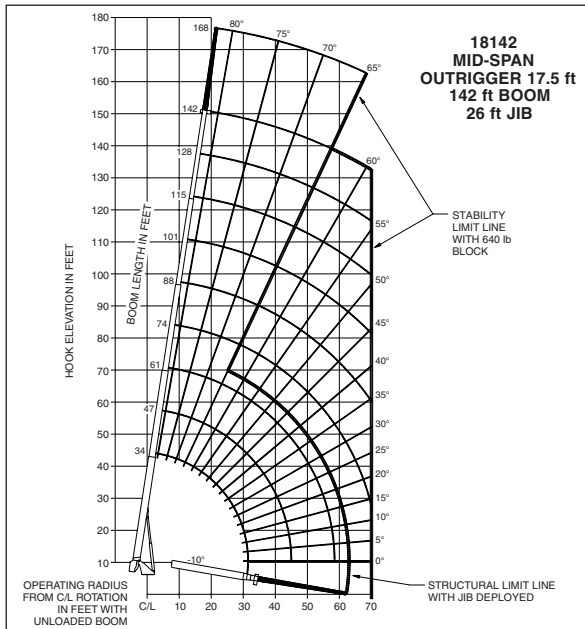 18142
MID-SPAN
OUTRIGGER 17.5 ft
142 ft BOOM
26 ft JIB
180
170
160
150
140
130
120
110
100
90
80
70
60
50
40
30
20
10
HOOK ELEVATION IN FEET
BOOM LENGTH IN FEET
168
142
128
115
101
88
74
61
47
34
80°
75°
70°
65°
60°
55°
50°
45°
40°
35°
30°
25°
20°
15°
10°
5°
0°
-10°
STABILITY
LIMIT LINE
WITH 640 lb
BLOCK
STRUCTURAL LIMIT LINE
WITH JIB DEPLOYED
OPERATING RADIUS
FROM C/L ROTATION
IN FEET WITH
UNLOADED BOOM
C/L 10 20 30 40 50 60 70